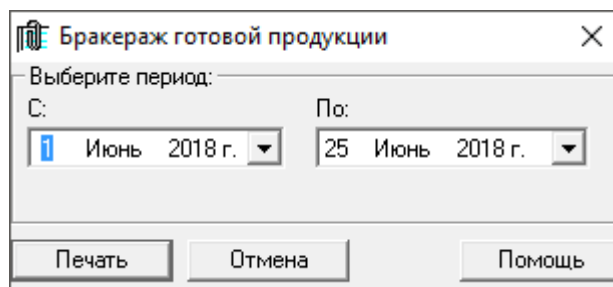 Бракераж готовой продукции
Выберите период:
С: По:
1 Июнь 2018 г. 25 Июнь 2018 г.
Печать Отмена Помощь